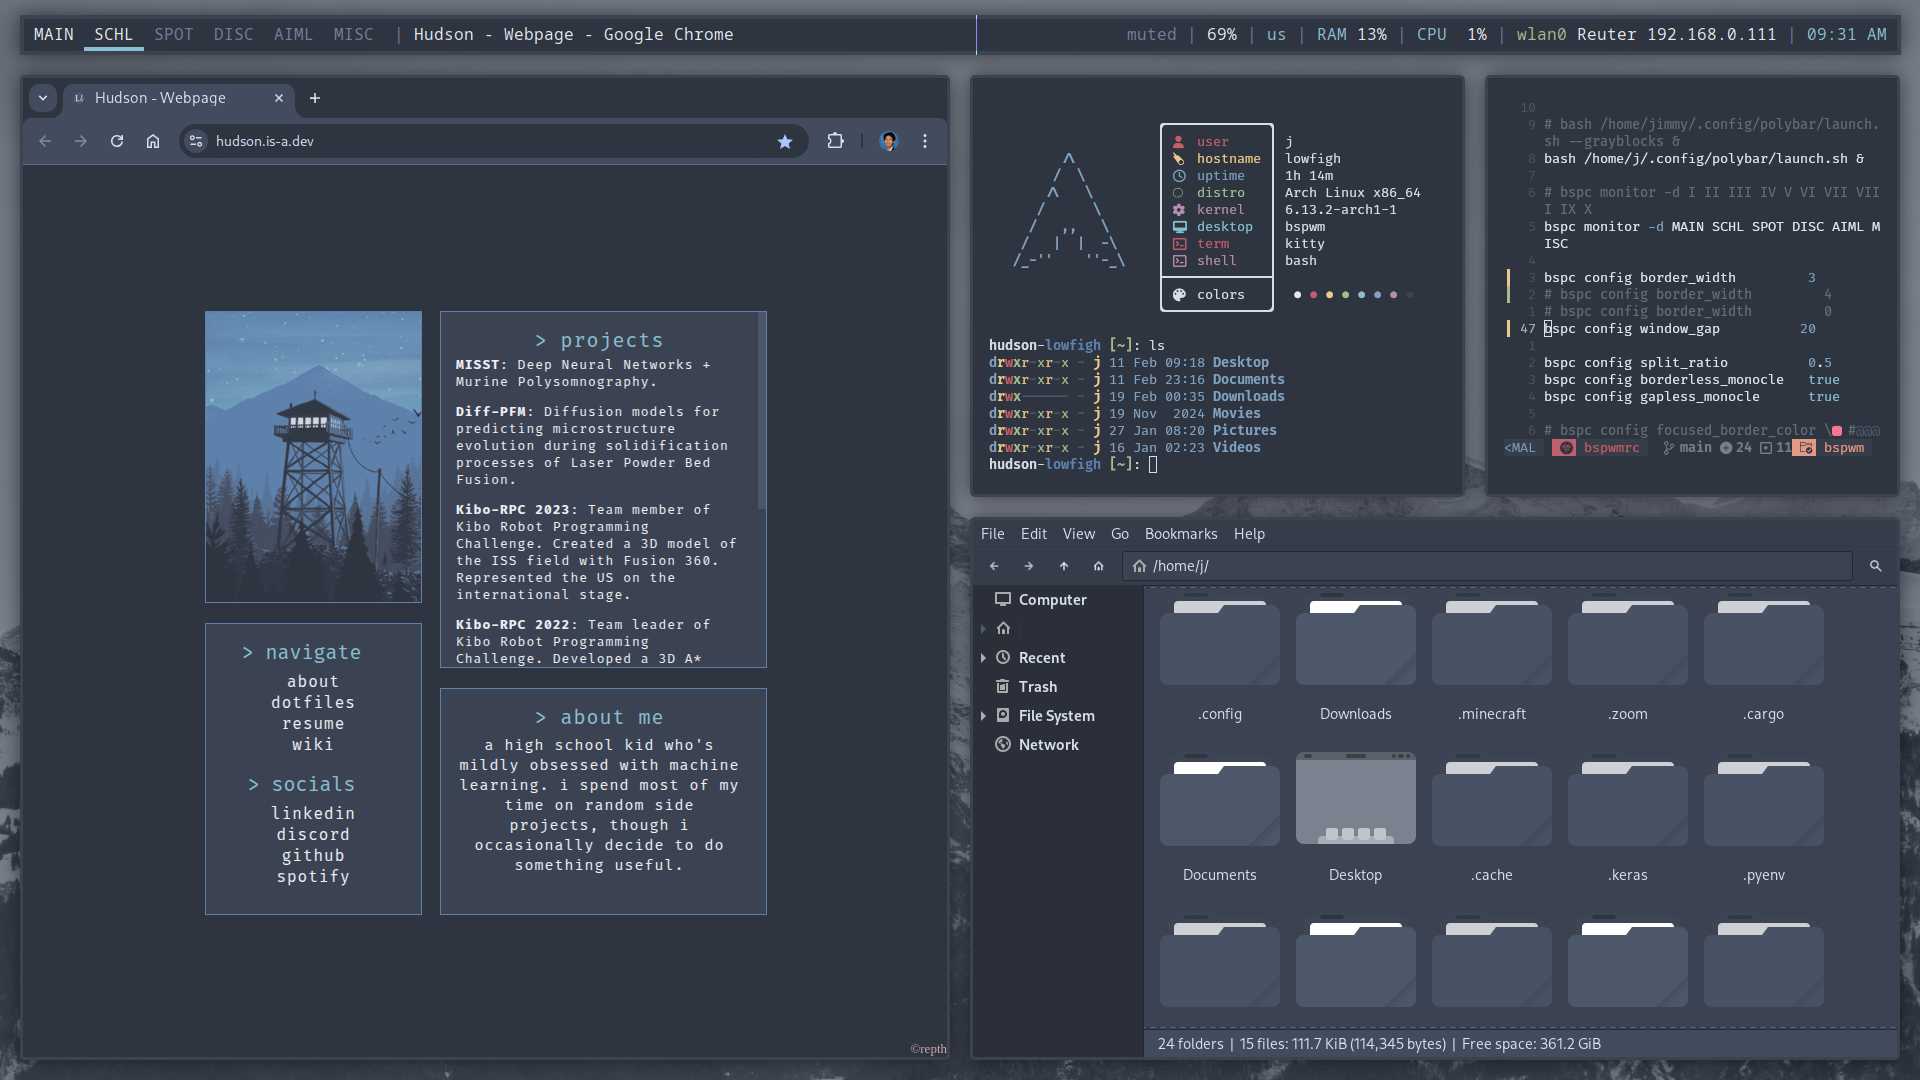 MAIN SCHL SPOT DISC AIML MISC | Hudson - Webpage - Google Chrome
muted | 69% | us | RAM 13% | CPU 1% | wlan0 Reuter 192.168.0.111 | 09:31 AM
Hudson - Webpage
hudson.is-a.dev
> projects
MISST: Deep Neural Networks +
Murine Polysomnography.
Diff-PFM: Diffusion models for
predicting microstructure
evolution during solidification
processes of Laser Powder Bed
Fusion.
Kibo-RPC 2023: Team member of
Kibo Robot Programming
Challenge. Created a 3D model of
the ISS field with Fusion 360.
Represented the US on the
international stage.
Kibo-RPC 2022: Team leader of
Kibo Robot Programming
Challenge. Developed a 3D A*
> navigate
about
dotfiles
resume
wiki
> socials
linkedin
discord
github
spotify
> about me
a high school kid who's
mildly obsessed with machine
learning. i spend most of my
time on random side
projects, though i
occasionally decide to do
something useful.
©repth
user j
hostname lowfigh
uptime 1h 14m
distro Arch Linux x86_64
kernel 6.13.2-arch1-1
desktop bspwm
term kitty
shell bash
colors
hudson-lowfigh [~]: ls
drwxr-xr-x - j 11 Feb 09:18 Desktop
drwxr-xr-x - j 11 Feb 23:16 Documents
drwx------ - j 19 Feb 00:35 Downloads
drwxr-xr-x - j 19 Nov 2024 Movies
drwxr-xr-x - j 27 Jan 08:20 Pictures
drwxr-xr-x - j 16 Jan 02:23 Videos
hudson-lowfigh [~]:
10
9 # bash /home/jimmy/.config/polybar/launch.
sh --grayblocks &
8 bash /home/j/.config/polybar/launch.sh &
7
6 # bspc monitor -d I II III IV V VI VII VII
I IX X
5 bspc monitor -d MAIN SCHL SPOT DISC AIML M
ISC
4
3 bspc config border_width 3
2 # bspc config border_width 4
1 # bspc config border_width 0
47 bspc config window_gap 20
1
2 bspc config split_ratio 0.5
3 bspc config borderless_monocle true
4 bspc config gapless_monocle true
5
6 # bspc config focused_border_color \ #
<MAL bspwmrc main 24 11 bspwm
File Edit View Go Bookmarks Help
/home/j/
Computer
Recent
Trash
File System
Network
.config Downloads .minecraft .zoom .cargo
Documents Desktop .cache .keras .pyenv
24 folders | 15 files: 111.7 KiB (114,345 bytes) | Free space: 361.2 GiB